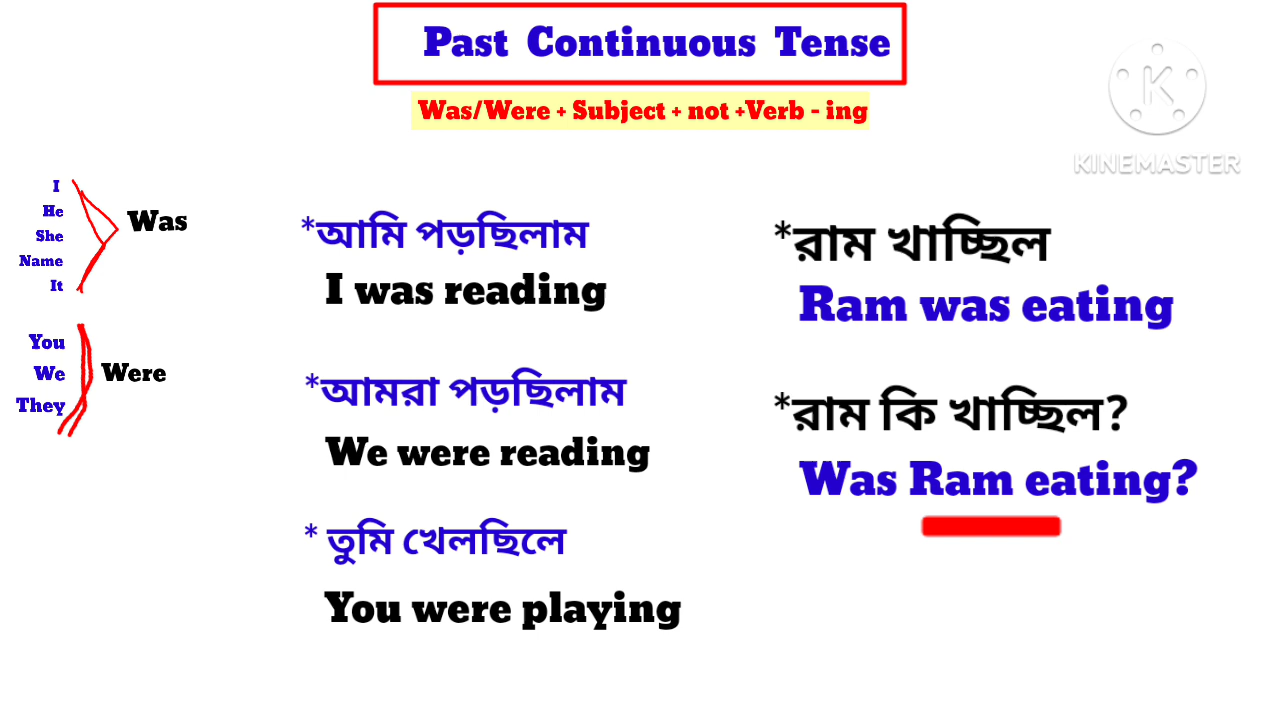 Past Continuous Tense
Was/Were + Subject + not +Verb - ing
KINEMASTER
I
He
She
Name
It
Was
You
We
They
Were
*আমি পড়ছিলাম
I was reading
*আমরা পড়ছিলাম
We were reading
* তুমি খেলছিলে
You were playing
*রাম খাচ্ছিল
Ram was eating
*রাম কি খাচ্ছিল?
Was Ram eating?